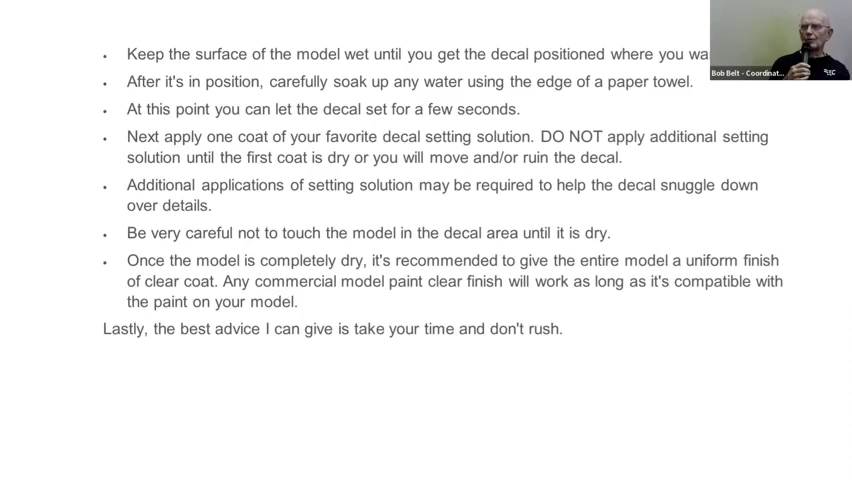 • Keep the surface of the model wet until you get the decal positioned where you
Bob Belt - Coordinat...
• After it's in position, carefully soak up any water using the edge of a paper towel.
• At this point you can let the decal set for a few seconds.
• Next apply one coat of your favorite decal setting solution. DO NOT apply additional setting
solution until the first coat is dry or you will move and/or ruin the decal.
• Additional applications of setting solution may be required to help the decal snuggle down
over details.
• Be very careful not to touch the model in the decal area until it is dry.
• Once the model is completely dry, it's recommended to give the entire model a uniform finish
of clear coat. Any commercial model paint clear finish will work as long as it's compatible with
the paint on your model.
Lastly, the best advice I can give is take your time and don't rush.